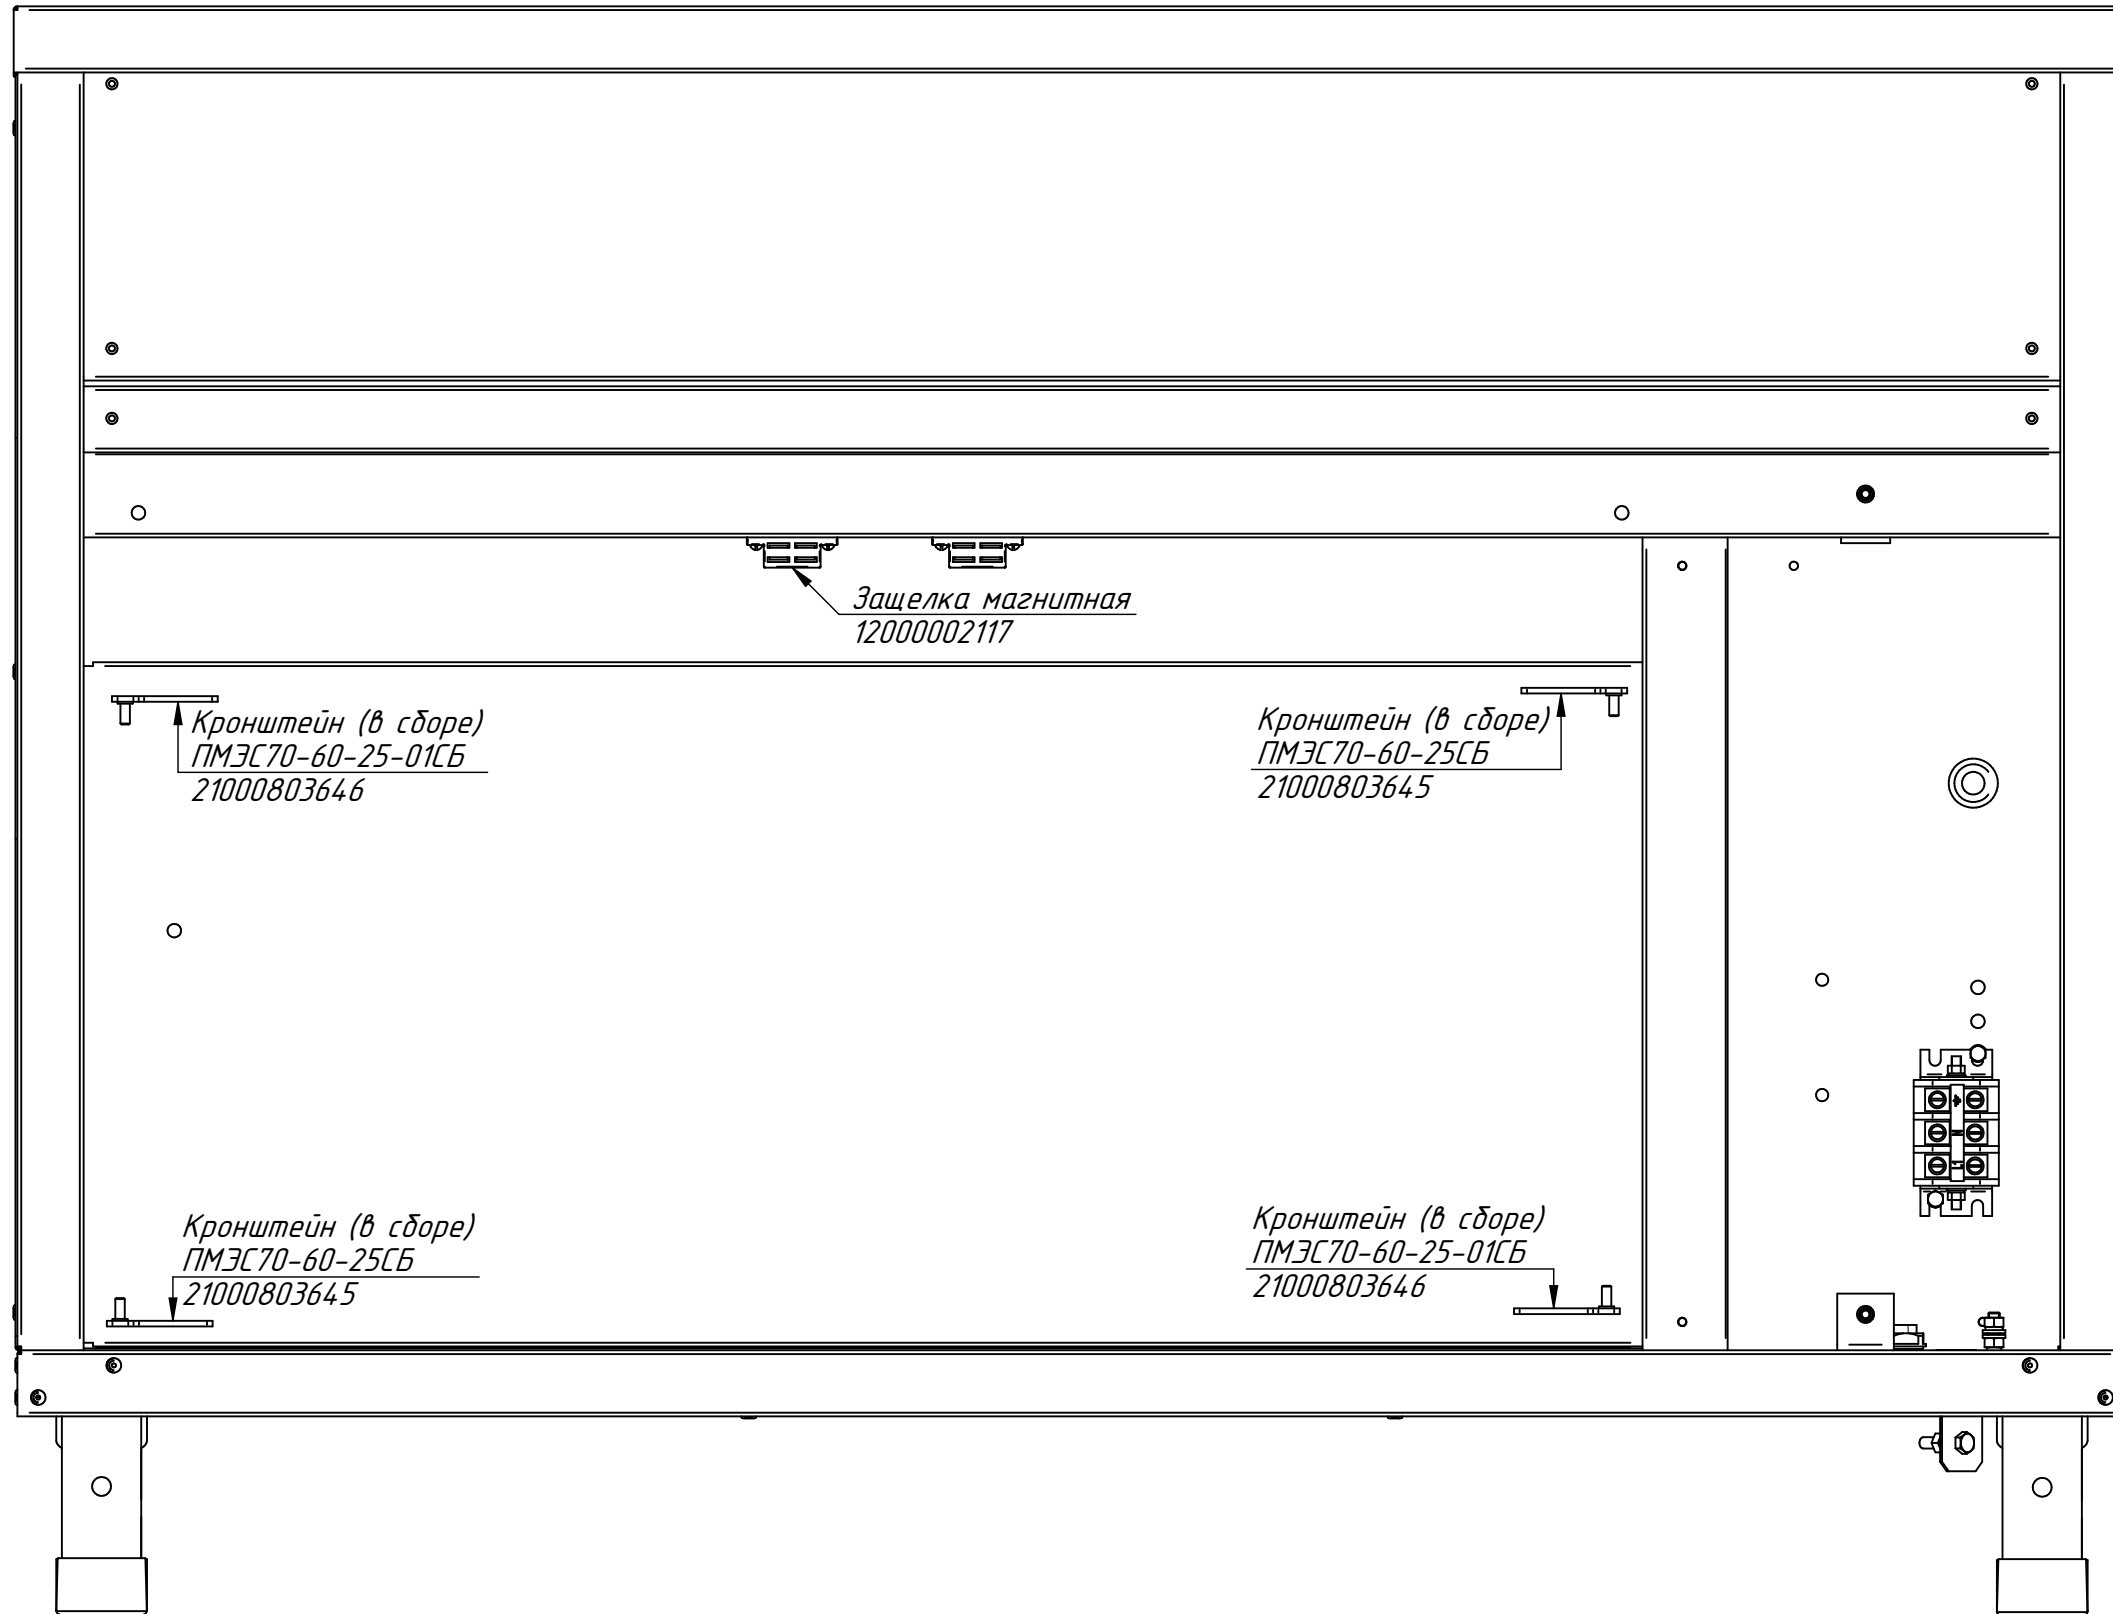 Защелка магнитная
12000002117
Кронштейн (в сборе)
ПМЭС70-60-25-01СБ
21000803646
Кронштейн (в сборе)
ПМЭС70-60-25СБ
21000803645
Кронштейн (в сборе)
ПМЭС70-60-25СБ
21000803645
Кронштейн (в сборе)
ПМЭС70-60-25-01СБ
21000803646